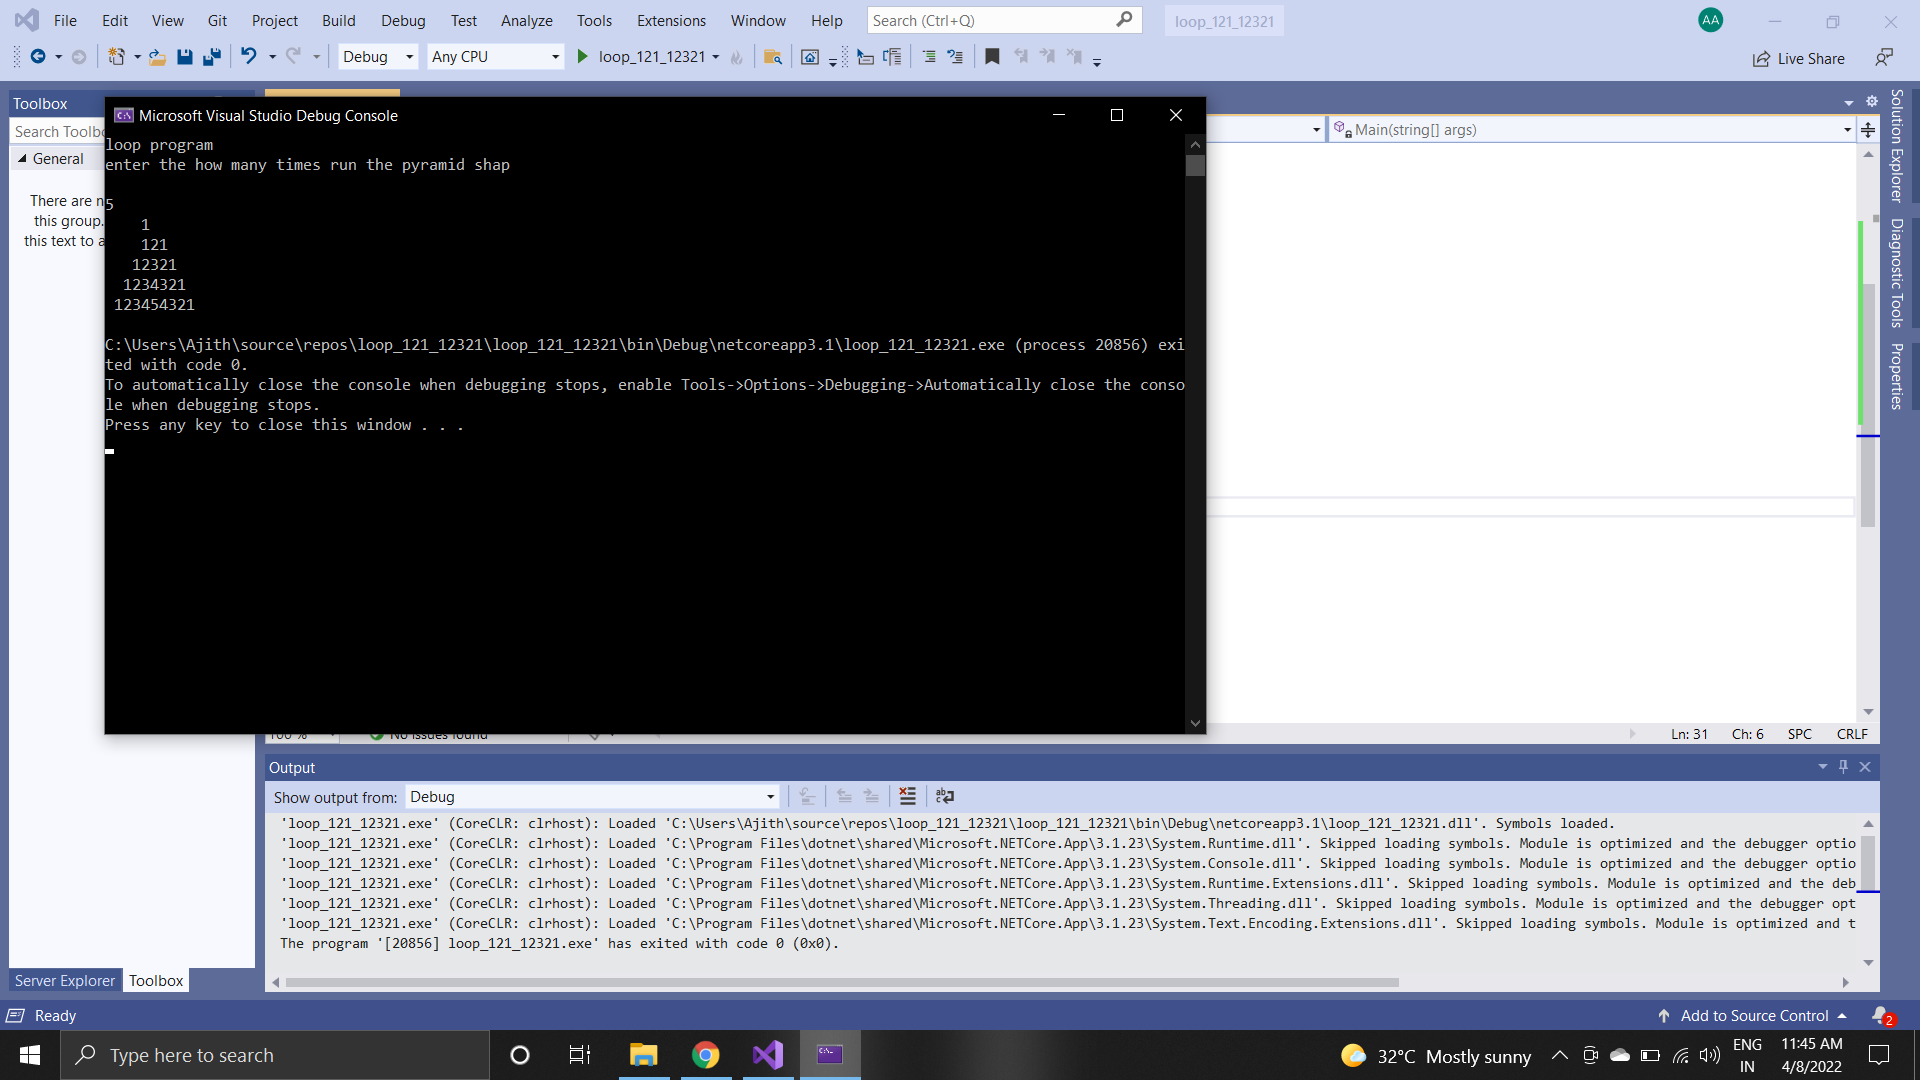 File Edit View Git Project Build Debug Test Analyze Tools Extensions Window Help Search (Ctrl+Q) loop_121_12321 AA
Debug Any CPU loop_121_12321 Live Share
Toolbox
Search Toolbo
General
There are n
this group.
this text to a
Microsoft Visual Studio Debug Console
loop program
enter the how many times run the pyramid shap
5
1
121
12321
1234321
123454321
C:\Users\Ajith\source\repos\loop_121_12321\loop_121_12321\bin\Debug\netcoreapp3.1\loop_121_12321.exe (process 20856) exi
ted with code 0.
To automatically close the console when debugging stops, enable Tools->Options->Debugging->Automatically close the conso
le when debugging stops.
Press any key to close this window . . .
Main(string[] args)
Solution Explorer
Diagnostic Tools
Properties
100 % No issues found Ln: 31 Ch: 6 SPC CRLF
Output
Show output from: Debug
'loop_121_12321.exe' (CoreCLR: clrhost): Loaded 'C:\Users\Ajith\source\repos\loop_121_12321\loop_121_12321\bin\Debug\netcoreapp3.1\loop_121_12321.dll'. Symbols loaded.
'loop_121_12321.exe' (CoreCLR: clrhost): Loaded 'C:\Program Files\dotnet\shared\Microsoft.NETCore.App\3.1.23\System.Runtime.dll'. Skipped loading symbols. Module is optimized and the debugger optio
'loop_121_12321.exe' (CoreCLR: clrhost): Loaded 'C:\Program Files\dotnet\shared\Microsoft.NETCore.App\3.1.23\System.Console.dll'. Skipped loading symbols. Module is optimized and the debugger optio
'loop_121_12321.exe' (CoreCLR: clrhost): Loaded 'C:\Program Files\dotnet\shared\Microsoft.NETCore.App\3.1.23\System.Runtime.Extensions.dll'. Skipped loading symbols. Module is optimized and the deb
'loop_121_12321.exe' (CoreCLR: clrhost): Loaded 'C:\Program Files\dotnet\shared\Microsoft.NETCore.App\3.1.23\System.Threading.dll'. Skipped loading symbols. Module is optimized and the debugger opt
'loop_121_12321.exe' (CoreCLR: clrhost): Loaded 'C:\Program Files\dotnet\shared\Microsoft.NETCore.App\3.1.23\System.Text.Encoding.Extensions.dll'. Skipped loading symbols. Module is optimized and t
The program '[20856] loop_121_12321.exe' has exited with code 0 (0x0).
Server Explorer Toolbox
Ready Add to Source Control 2
Type here to search 32°C Mostly sunny ENG 11:45 AM
IN 4/8/2022